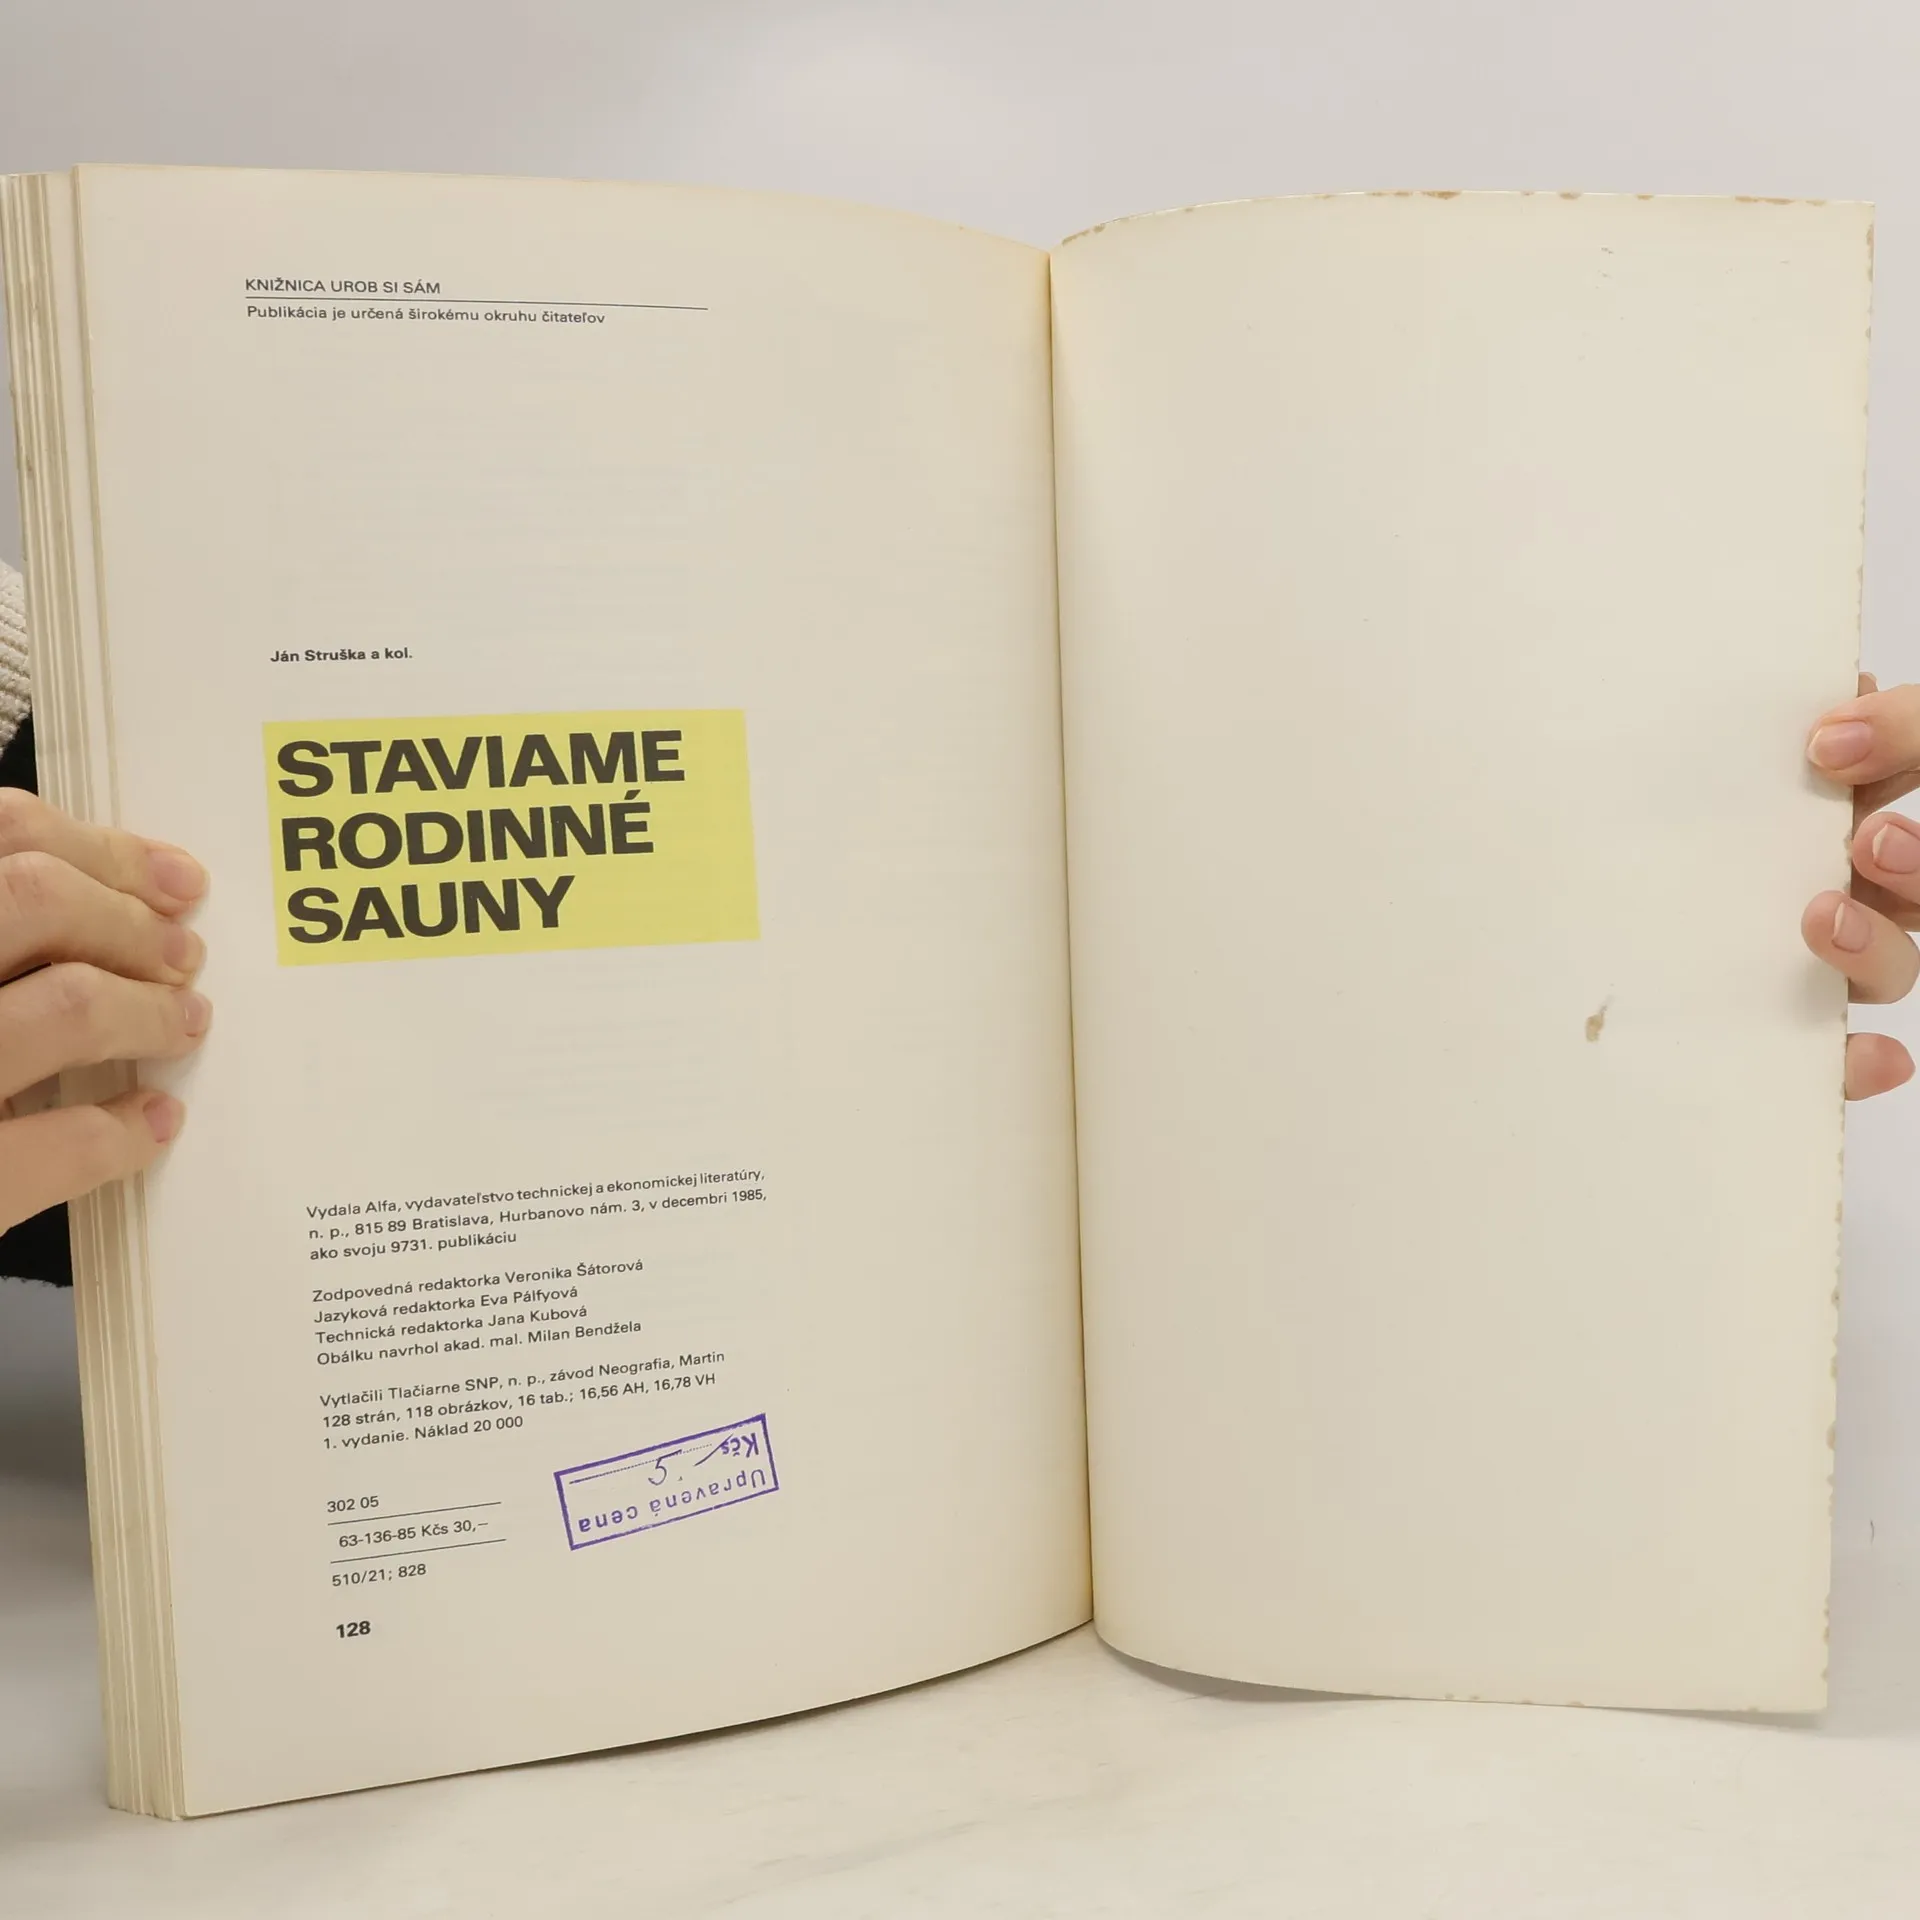 KNIŽNICA UROB SI SÁM
Publikácia je určená širokému okruhu čitateľov
Ján Struška a kol.
STAVIAME
RODINNÉ
SAUNY
Vydala Alfa, vydavateľstvo technickej a ekonomickej literatúry,
n. p., 815 89 Bratislava, Hurbanovo nám. 3, v decembri 1985,
ako svoju 9731. publikáciu
Zodpovedná redaktorka Veronika Šátorová
Jazyková redaktorka Eva Pálfyová
Technická redaktorka Jana Kubová
Obálku navrhol akad. mal. Milan Bendžela
Vytlačili Tlačiarne SNP, n. p., závod Neografia, Martin
128 strán, 118 obrázkov, 16 tab.; 16,56 AH, 16,78 VH
1. vydanie. Náklad 20 000
302 05
63-136-85 Kčs 30,—
510/21; 828
Upravená cena
Kčs 5.—
128